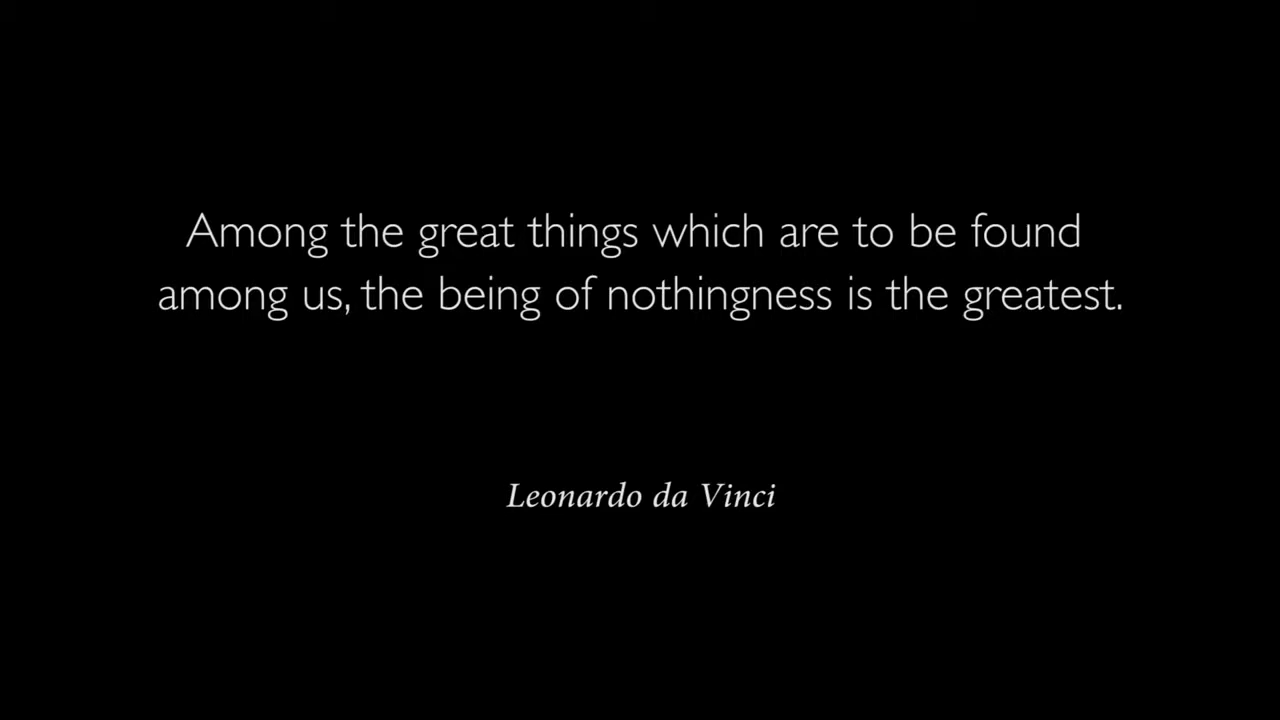 Among the great things which are to be found
among us, the being of nothingness is the greatest.
Leonardo da Vinci